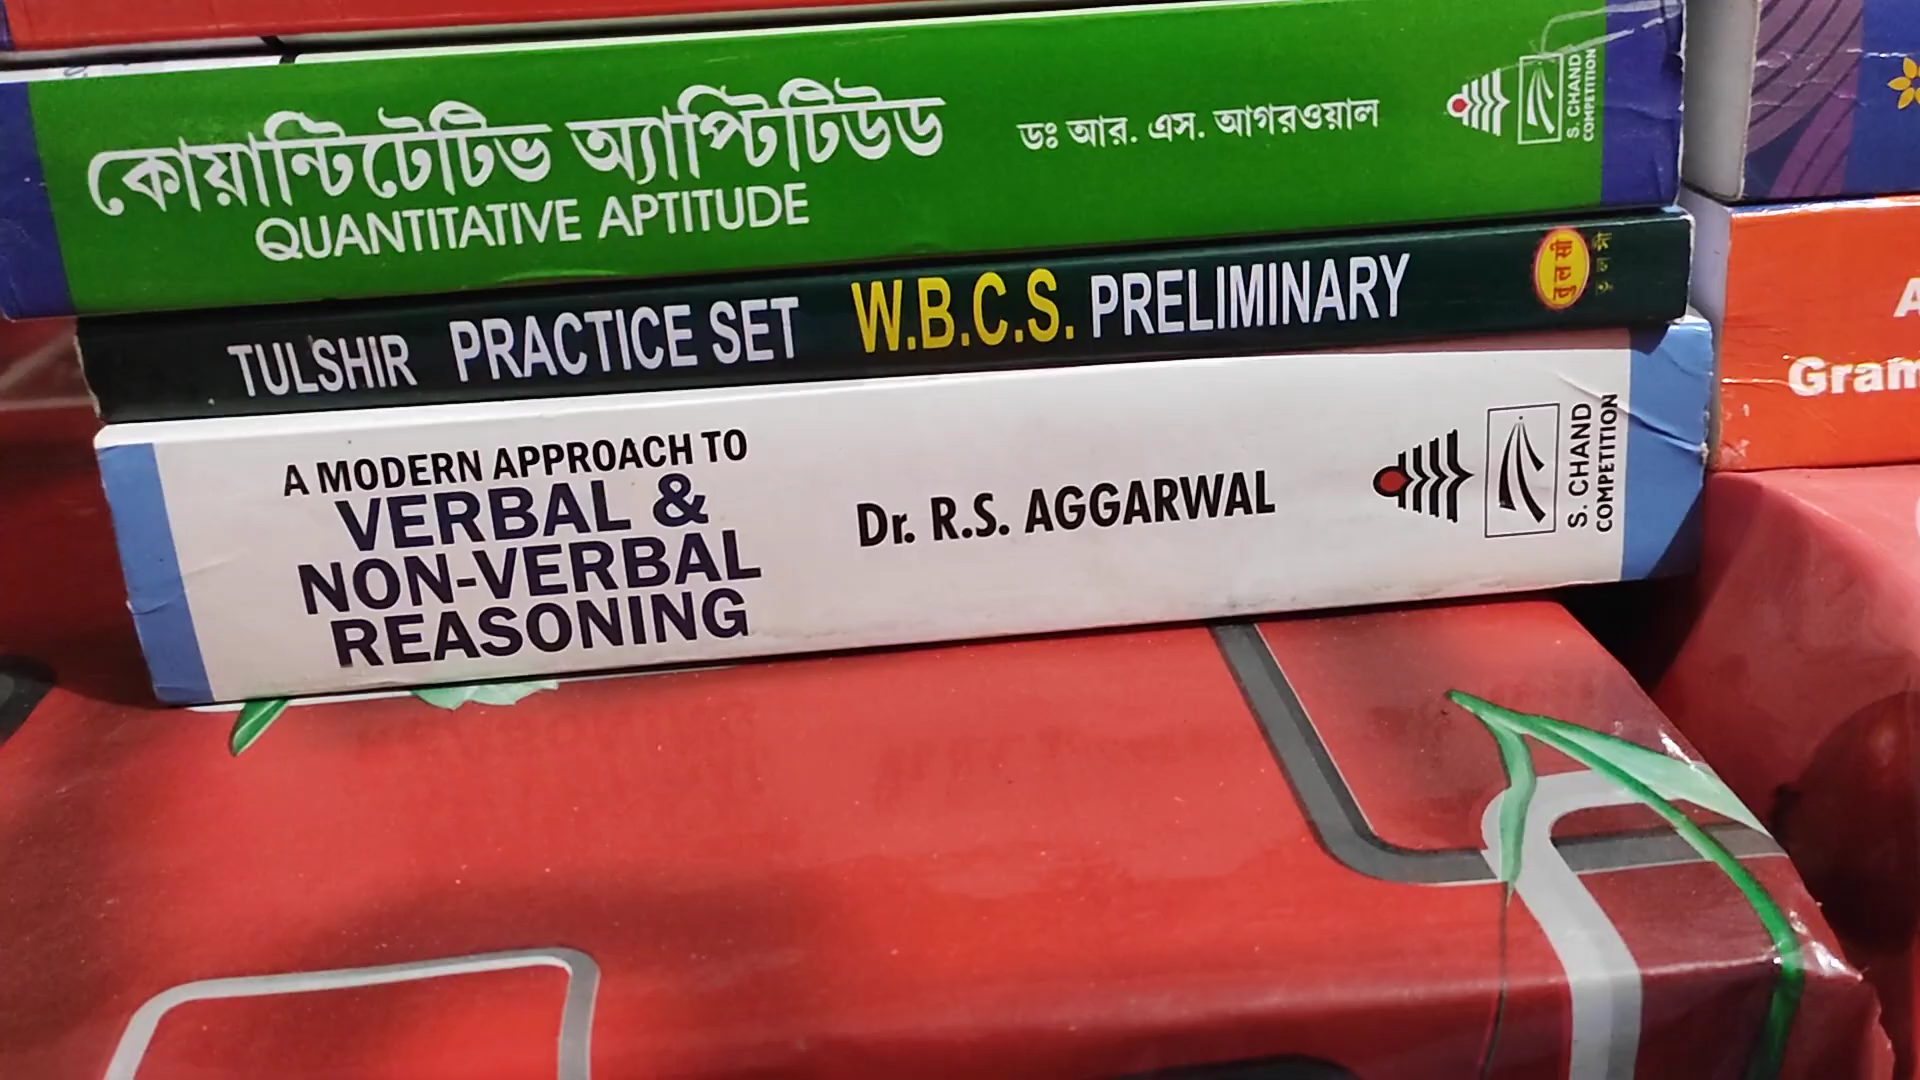 কোয়ান্টিটেটিভ অ্যাপ্টিটিউড
QUANTITATIVE APTITUDE
ডঃ আর. এস. আগরওয়াল
S. CHAND
COMPETITION
TULSHIR PRACTICE SET W.B.C.S. PRELIMINARY
তুলসী
A MODERN APPROACH TO
VERBAL &
NON-VERBAL
REASONING
Dr. R.S. AGGARWAL
S. CHAND
COMPETITION
A
Gram